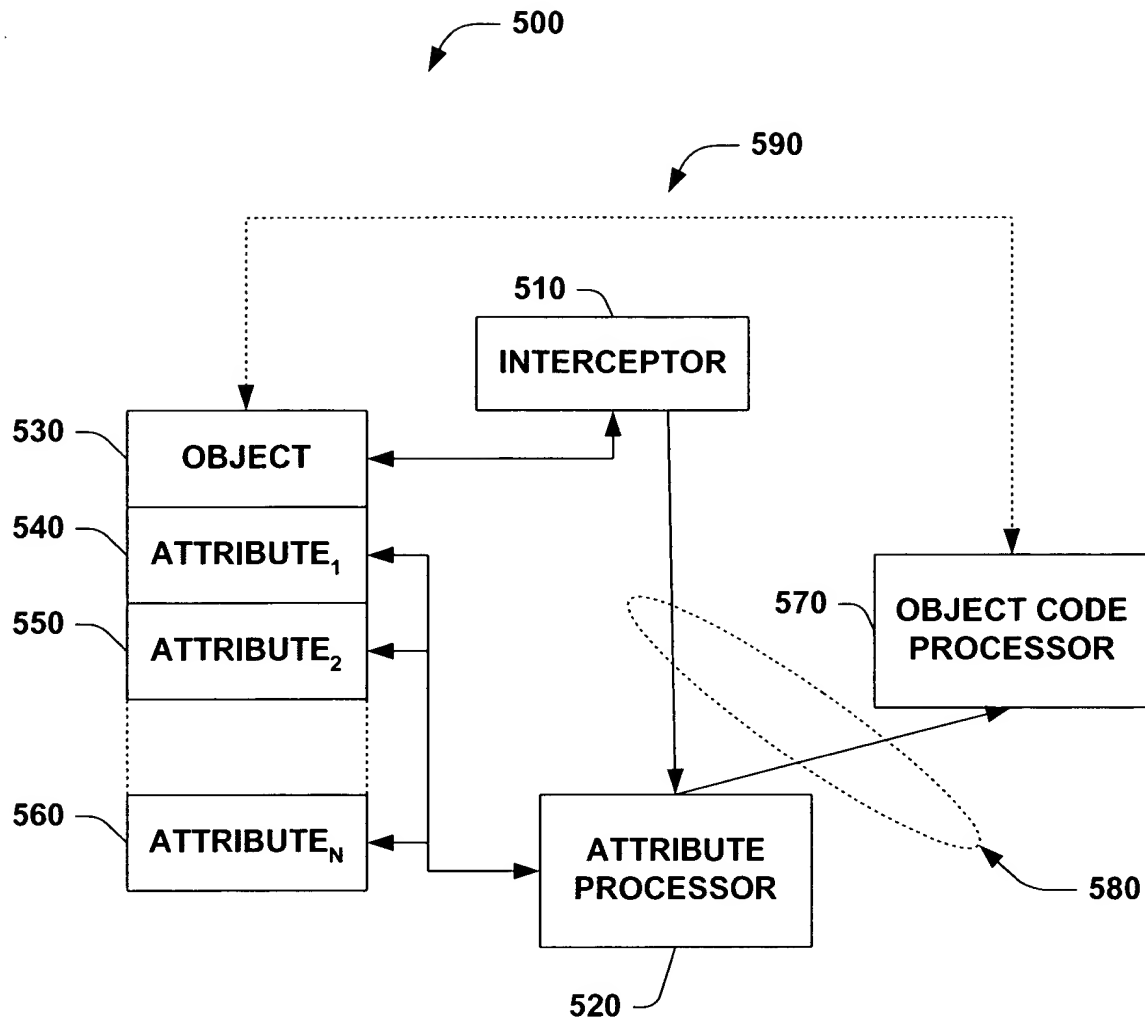 500
590
510
INTERCEPTOR
530
OBJECT
540
ATTRIBUTE₁
550
ATTRIBUTE₂
570
OBJECT CODE
PROCESSOR
560
ATTRIBUTE_N
ATTRIBUTE
PROCESSOR
580
520